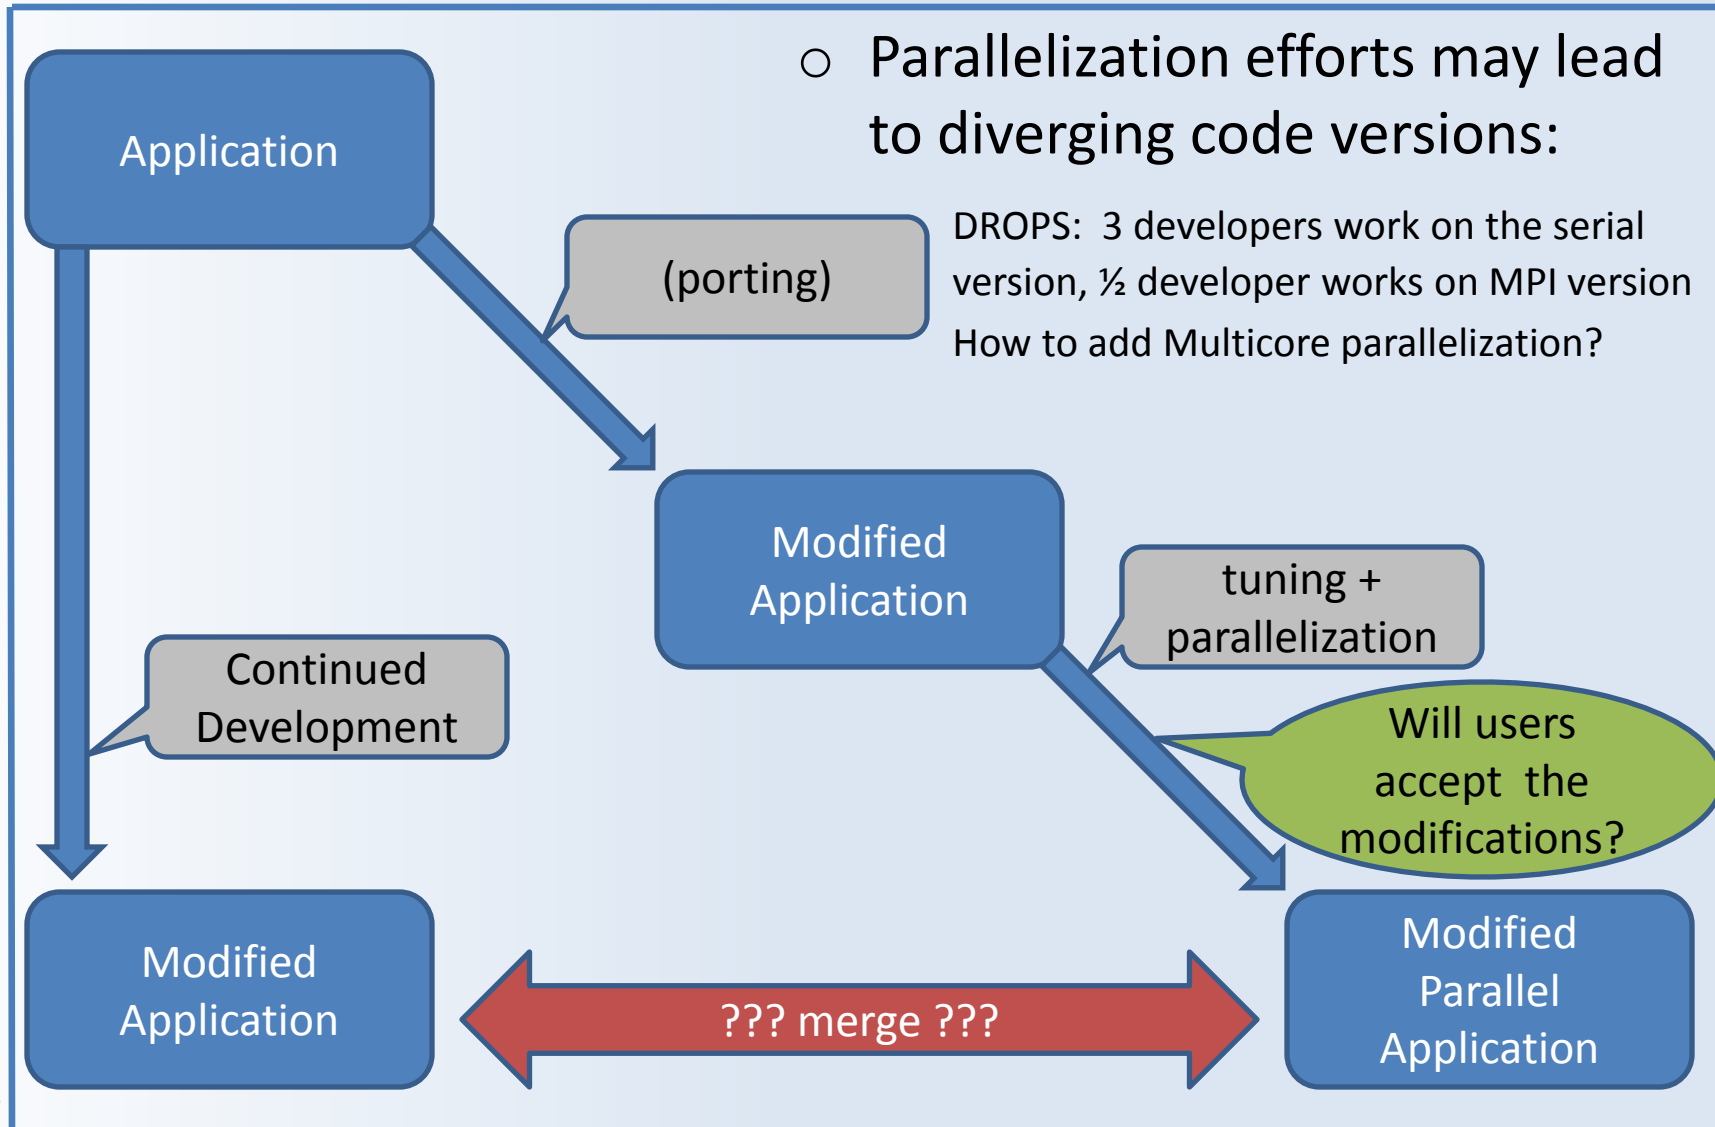 ○ Parallelization efforts may lead
to diverging code versions:
Application
(porting)
DROPS: 3 developers work on the serial
version, ½ developer works on MPI version
How to add Multicore parallelization?
Modified
Application
tuning +
parallelization
Continued
Development
Will users
accept the
modifications?
Modified
Application
??? merge ???
Modified
Parallel
Application